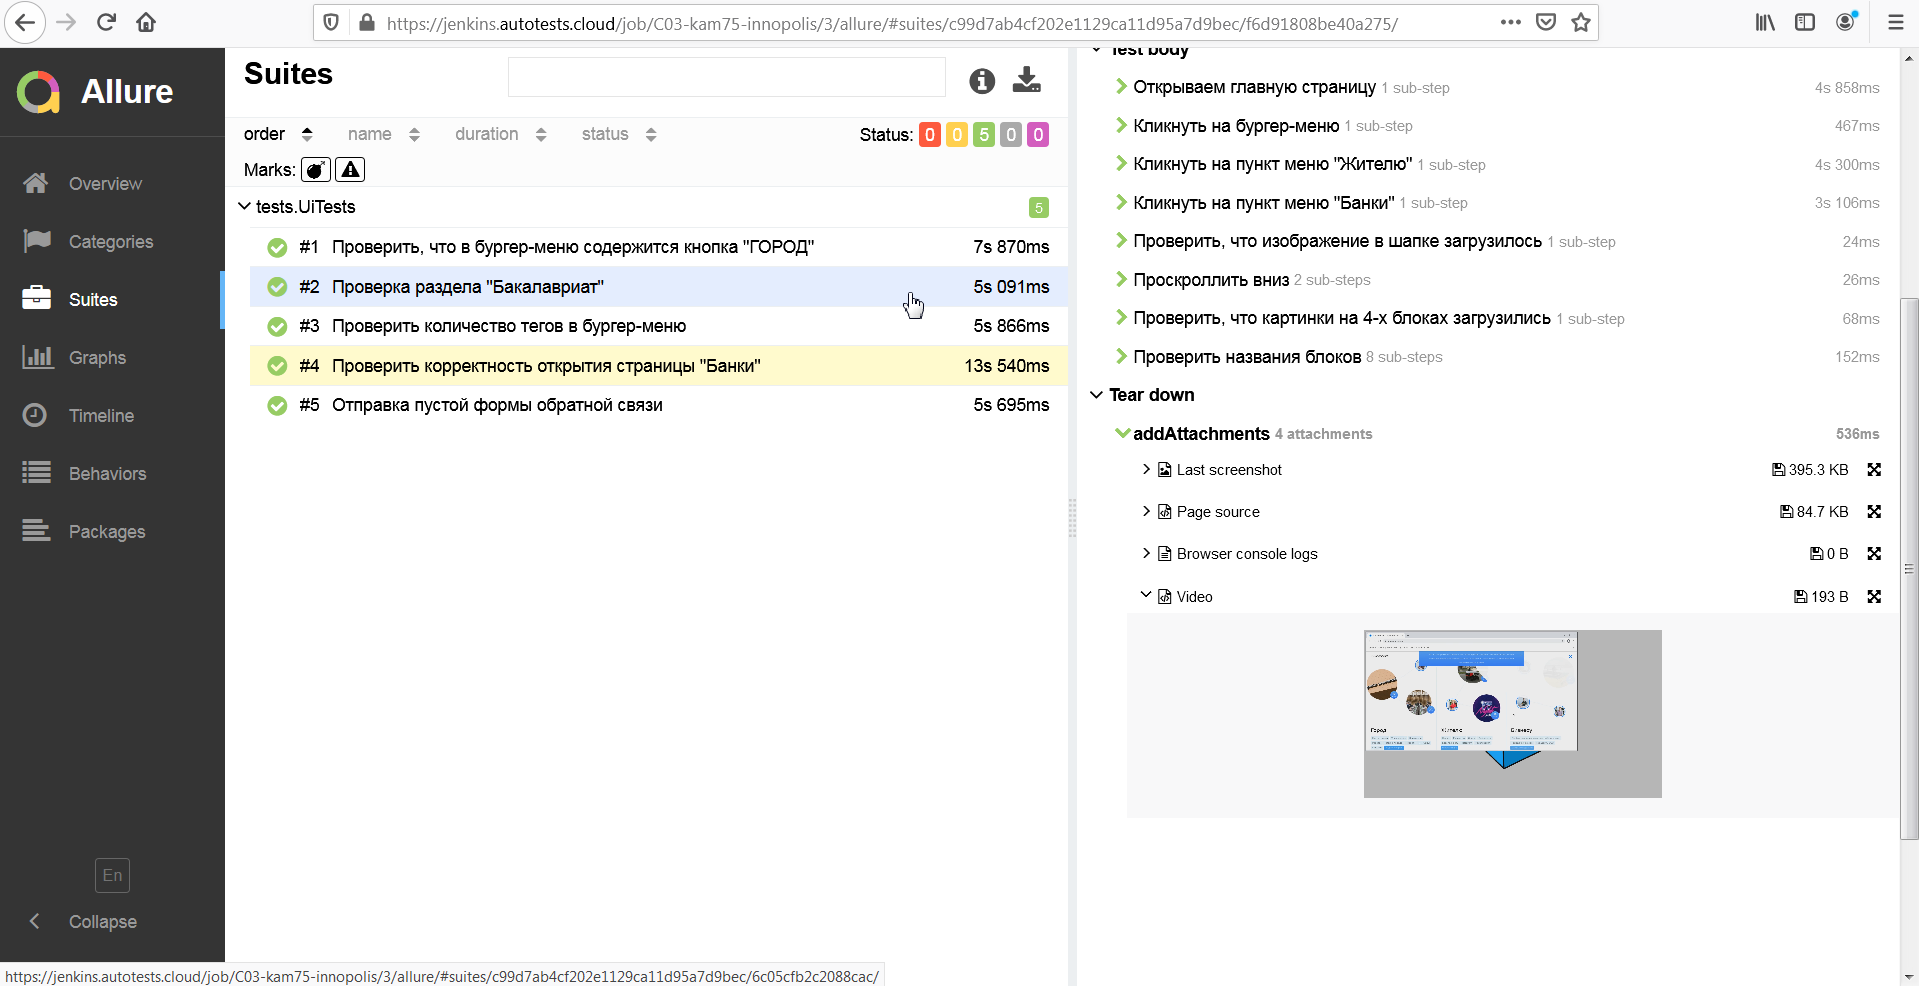 https://jenkins.autotests.cloud/job/C03-kam75-innopolis/3/allure/#suites/c99d7ab4cf202e1129ca11d95a7d9bec/f6d91808be40a275/
Allure
Overview
Categories
Suites
Graphs
Timeline
Behaviors
Packages
En
Collapse
Suites
order name duration status Status: 0 0 5 0 0
Marks:
tests.UiTests 5
#1 Проверить, что в бургер-меню содержится кнопка "ГОРОД" 7s 870ms
#2 Проверка раздела "Бакалавриат" 5s 091ms
#3 Проверить количество тегов в бургер-меню 5s 866ms
#4 Проверить корректность открытия страницы "Банки" 13s 540ms
#5 Отправка пустой формы обратной связи 5s 695ms
Test body
Открываем главную страницу 1 sub-step 4s 858ms
Кликнуть на бургер-меню 1 sub-step 467ms
Кликнуть на пункт меню "Жителю" 1 sub-step 4s 300ms
Кликнуть на пункт меню "Банки" 1 sub-step 3s 106ms
Проверить, что изображение в шапке загрузилось 1 sub-step 24ms
Проскроллить вниз 2 sub-steps 26ms
Проверить, что картинки на 4-х блоках загрузились 1 sub-step 68ms
Проверить названия блоков 8 sub-steps 152ms
Tear down
addAttachments 4 attachments 536ms
Last screenshot 395.3 KB
Page source 84.7 KB
Browser console logs 0 B
Video 193 B
Город Жителю Бизнесу
https://jenkins.autotests.cloud/job/C03-kam75-innopolis/3/allure/#suites/c99d7ab4cf202e1129ca11d95a7d9bec/6c05cfb2c2088cac/